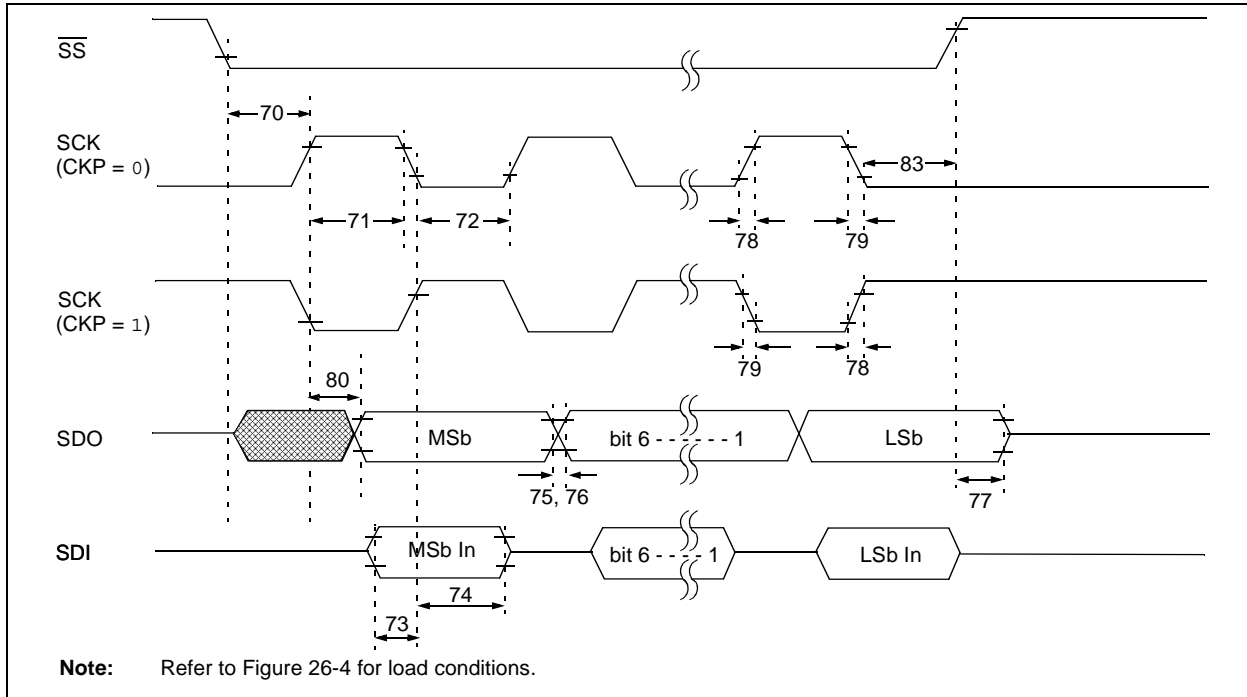 SS
70
SCK
(CKP = 0)
83
71
72
78
79
SCK
(CKP = 1)
79
78
80
SDO
MSb
bit 6 - - - - - - 1
LSb
75, 76
77
SDI
MSb In
bit 6 - - - - 1
LSb In
74
73
Note: Refer to Figure 26-4 for load conditions.